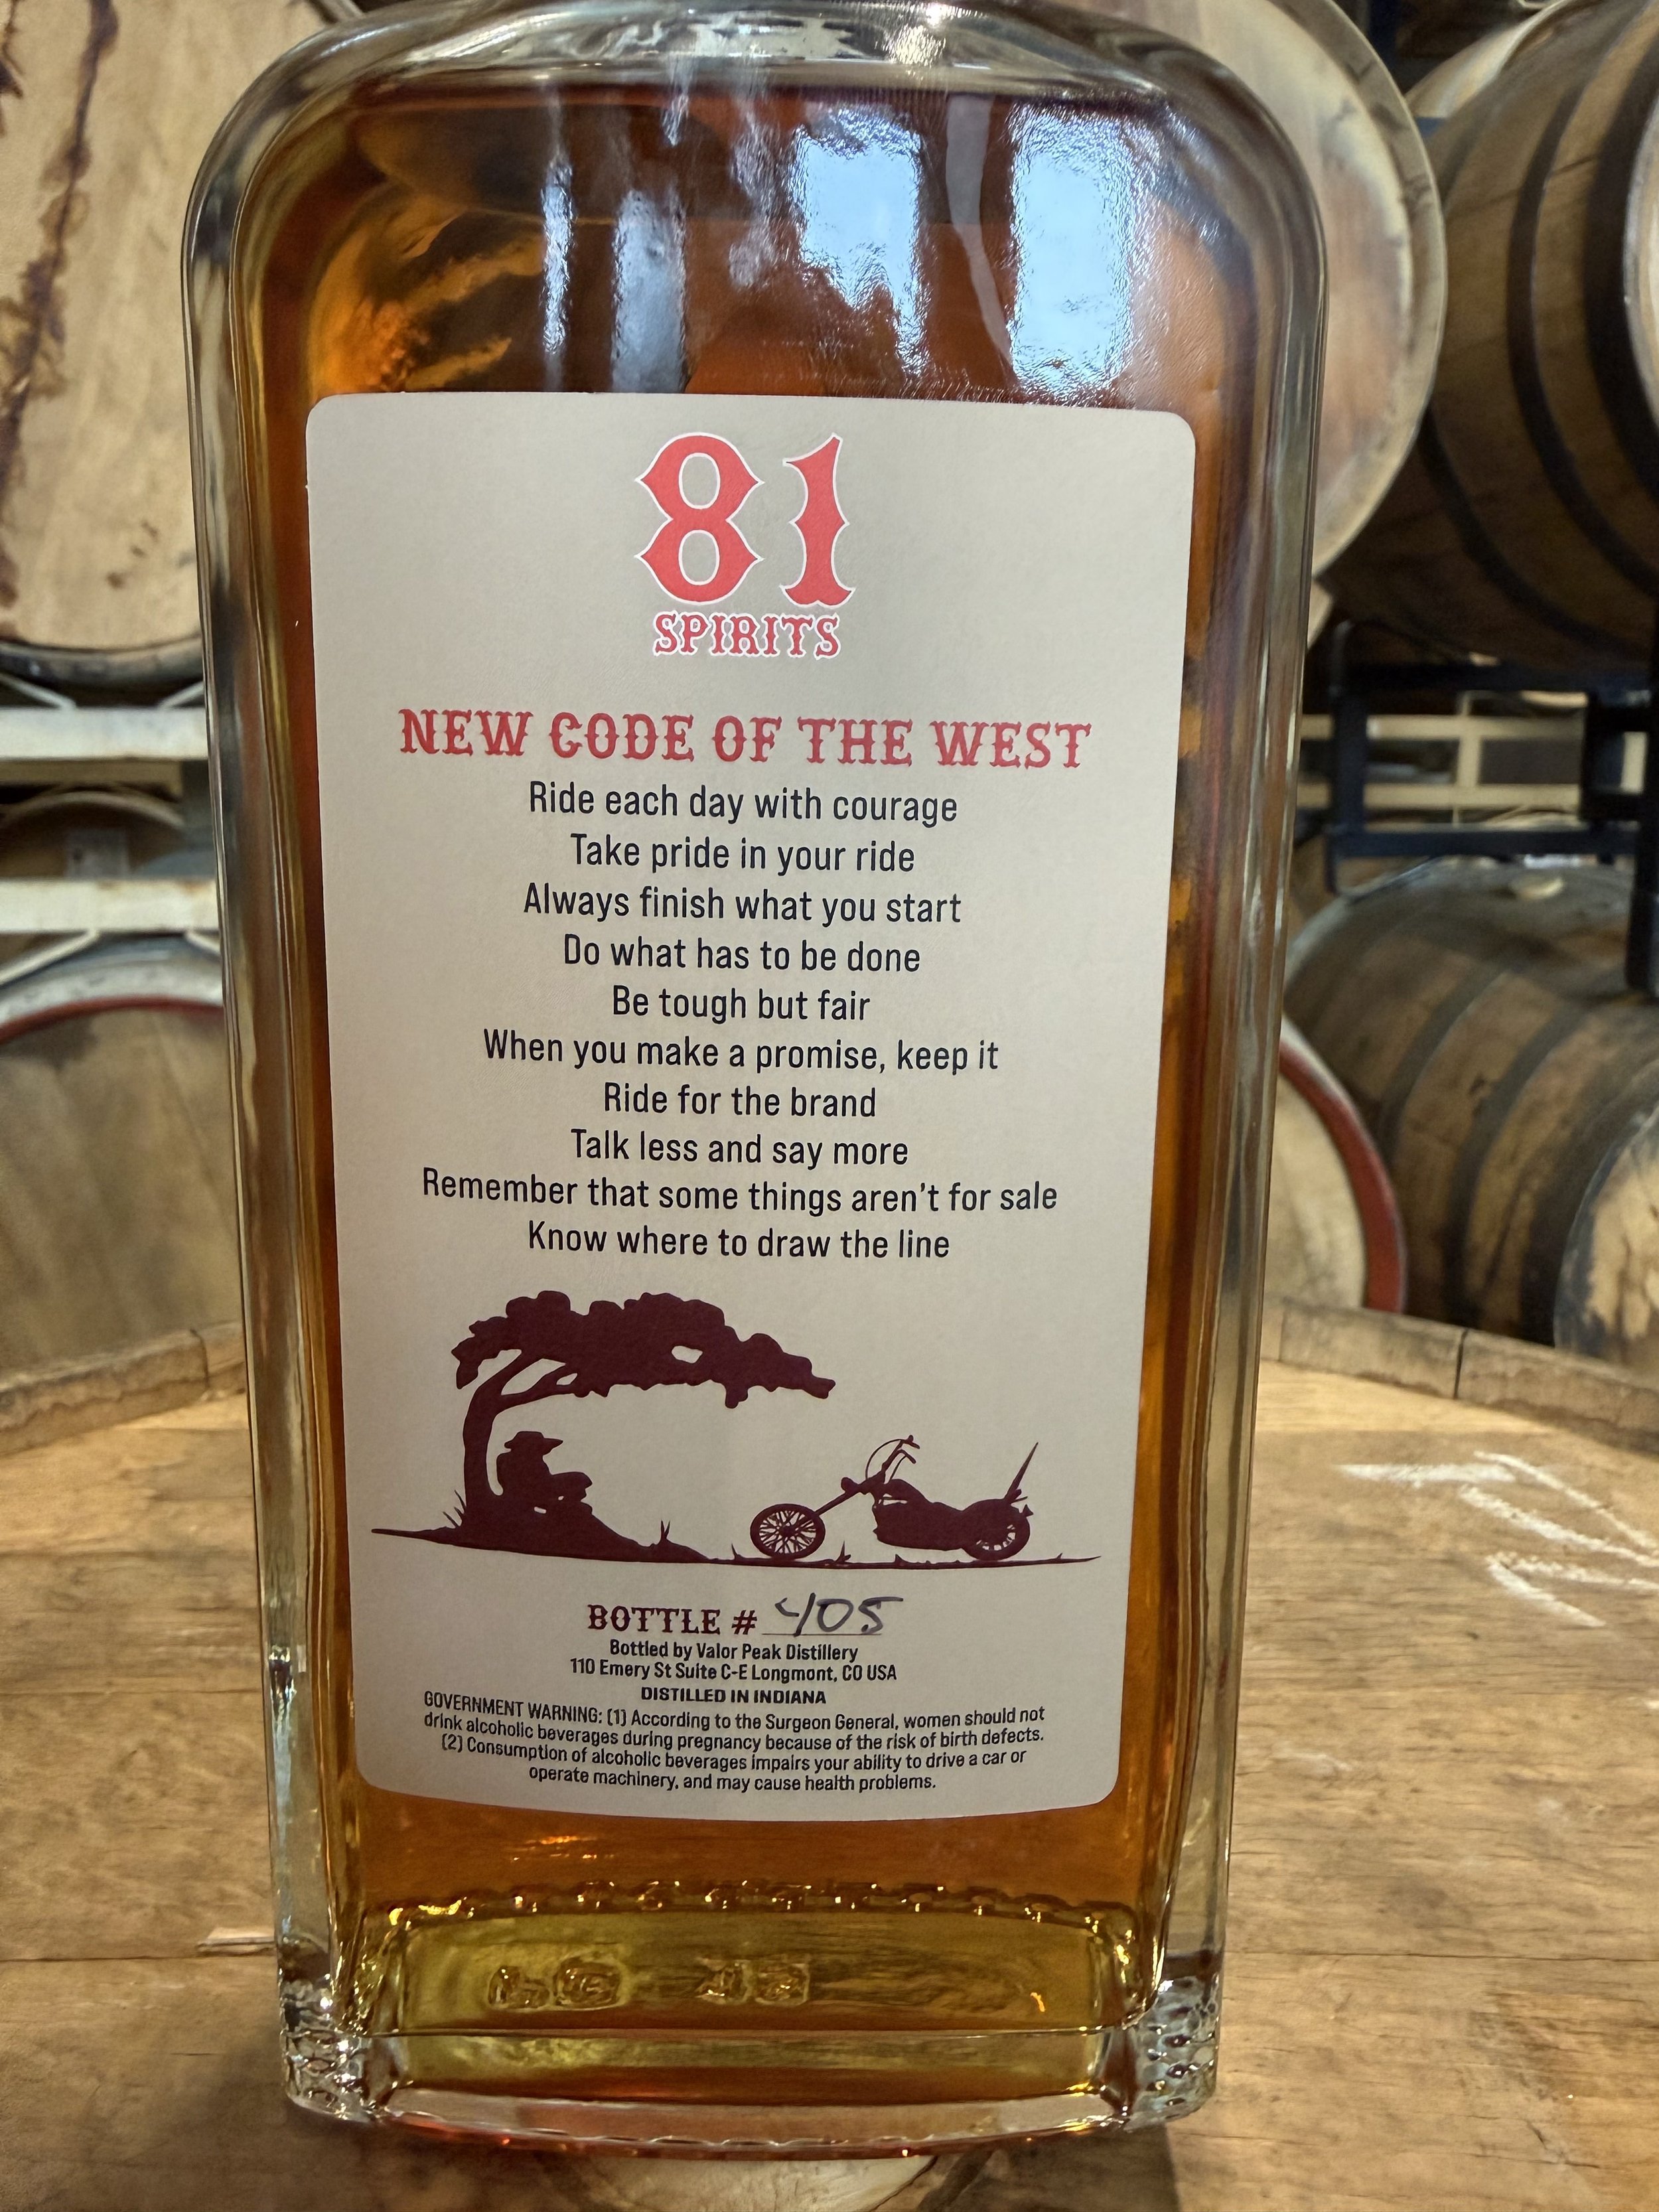 81
SPIRITS
NEW CODE OF THE WEST
Ride each day with courage
Take pride in your ride
Always finish what you start
Do what has to be done
Be tough but fair
When you make a promise, keep it
Ride for the brand
Talk less and say more
Remember that some things aren't for sale
Know where to draw the line
BOTTLE # 405
Bottled by Valor Peak Distillery
110 Emery St Suite C-E Longmont, CO USA
DISTILLED IN INDIANA
GOVERNMENT WARNING: (1) According to the Surgeon General, women should not
drink alcoholic beverages during pregnancy because of the risk of birth defects.
(2) Consumption of alcoholic beverages impairs your ability to drive a car or
operate machinery, and may cause health problems.